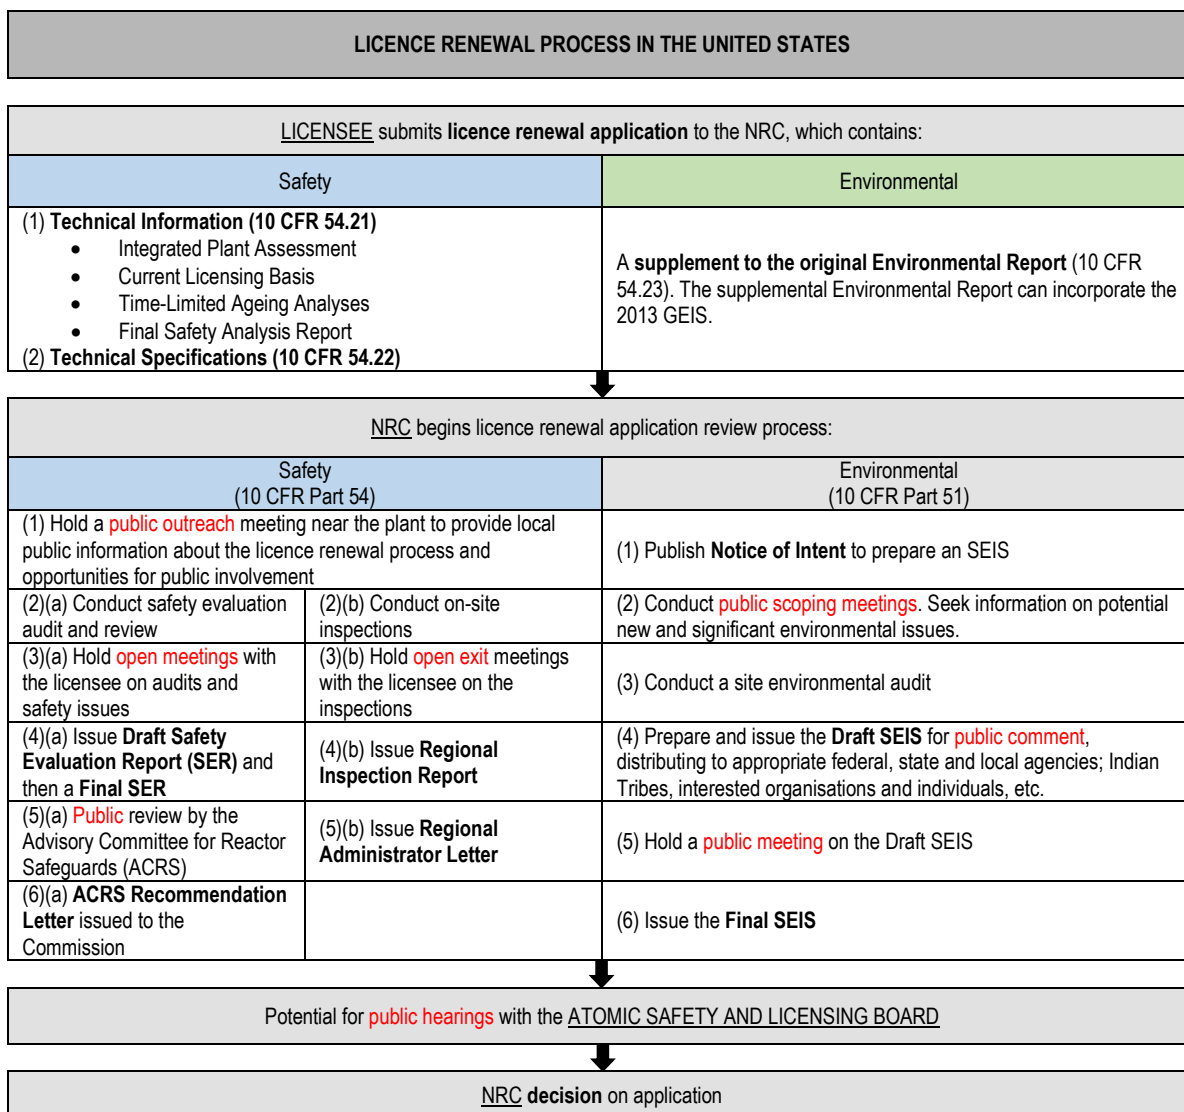 LICENCE RENEWAL PROCESS IN THE UNITED STATES
LICENSEE submits licence renewal application to the NRC, which contains:
Safety
Environmental
(1) Technical Information (10 CFR 54.21)
• Integrated Plant Assessment
• Current Licensing Basis
• Time-Limited Ageing Analyses
• Final Safety Analysis Report
(2) Technical Specifications (10 CFR 54.22)
A supplement to the original Environmental Report (10 CFR
54.23). The supplemental Environmental Report can incorporate the
2013 GEIS.
NRC begins licence renewal application review process:
Safety
(10 CFR Part 54)
Environmental
(10 CFR Part 51)
(1) Hold a public outreach meeting near the plant to provide local
public information about the licence renewal process and
opportunities for public involvement
(1) Publish Notice of Intent to prepare an SEIS
(2)(a) Conduct safety evaluation
audit and review
(2)(b) Conduct on-site
inspections
(2) Conduct public scoping meetings. Seek information on potential
new and significant environmental issues.
(3)(a) Hold open meetings with
the licensee on audits and
safety issues
(3)(b) Hold open exit meetings
with the licensee on the
inspections
(3) Conduct a site environmental audit
(4)(a) Issue Draft Safety
Evaluation Report (SER) and
then a Final SER
(4)(b) Issue Regional
Inspection Report
(4) Prepare and issue the Draft SEIS for public comment,
distributing to appropriate federal, state and local agencies; Indian
Tribes, interested organisations and individuals, etc.
(5)(a) Public review by the
Advisory Committee for Reactor
Safeguards (ACRS)
(5)(b) Issue Regional
Administrator Letter
(5) Hold a public meeting on the Draft SEIS
(6)(a) ACRS Recommendation
Letter issued to the
Commission
(6) Issue the Final SEIS
Potential for public hearings with the ATOMIC SAFETY AND LICENSING BOARD
NRC decision on application